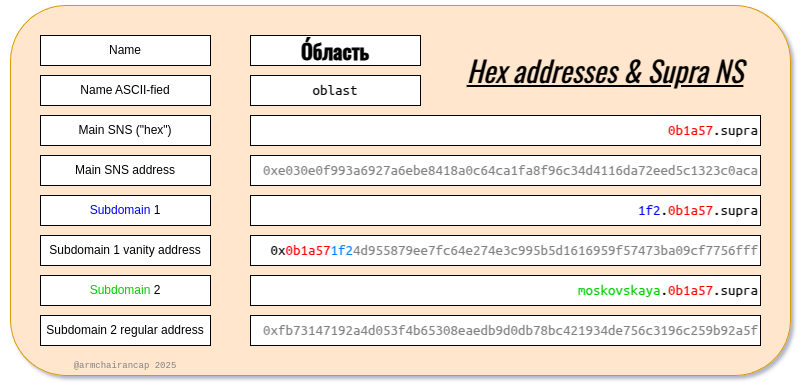 Name
О́бласть
Hex addresses & Supra NS
Name ASCII-fied
oblast
Main SNS ("hex")
0b1a57.supra
Main SNS address
0xe030e0f993a6927a6ebe8418a0c64ca1fa8f96c34d4116da72eed5c1323c0aca
Subdomain 1
1f2.0b1a57.supra
Subdomain 1 vanity address
0x0b1a571f24d955879ee7fc64e274e3c995b5d1616959f57473ba09cf7756fff
Subdomain 2
moskovskaya.0b1a57.supra
Subdomain 2 regular address
0xfb73147192a4d053f4b65308eaedb9d0db78bc421934de756c3196c259b92a5f
@armchairancap 2025